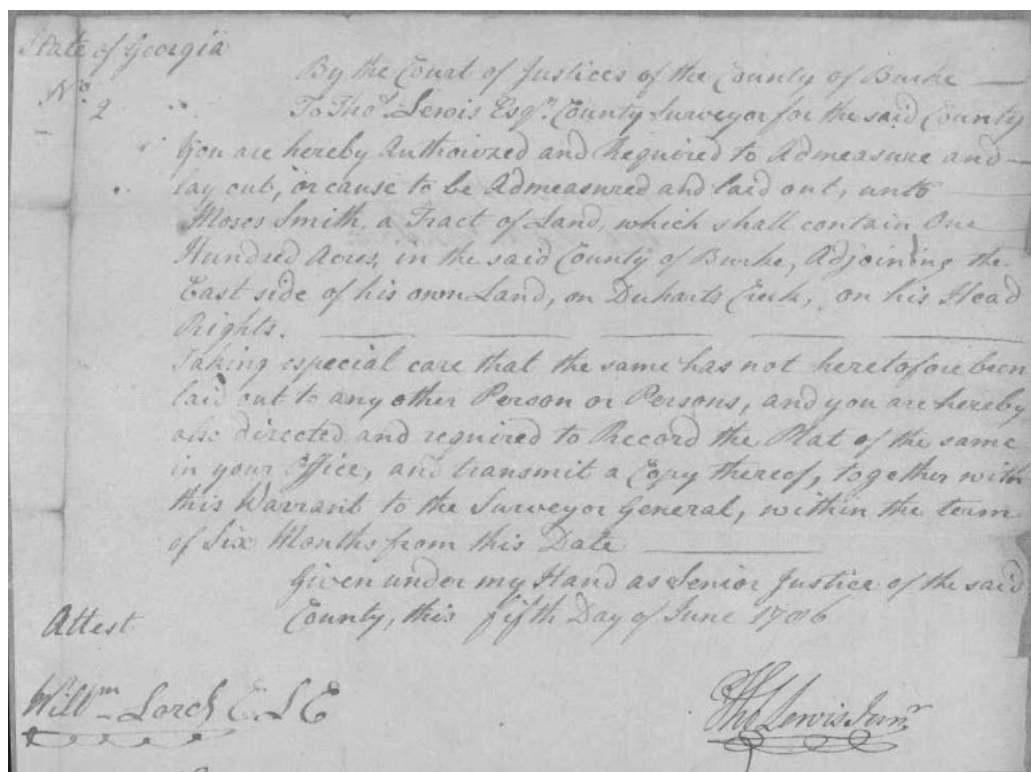 State of Georgia
By the Court of Justices of the County of Burke
No. 2 To Thos. Lewis Esqr. County Surveyor for the said County
You are hereby Authorized and Required to Admeasure and
lay out, or cause to be Admeasured and laid out, unto
Moses Smith, a Tract of Land, which shall contain One
Hundred Acres, in the said County of Burke, Adjoining the
East side of his own Land, on Duharts Creek, on his Head
Rights.
Taking especial care that the same has not heretofore been
laid out to any other Person or Persons, and you are hereby
also directed and required to Record the Plat of the same
in your Office, and transmit a Copy thereof, together with
this Warrant to the Surveyor General, within the term
of Six Months from this Date
Given under my Hand as Senior Justice of the said
County, this fifth Day of June 1786
Attest
Willm
Thos Lewis Junr